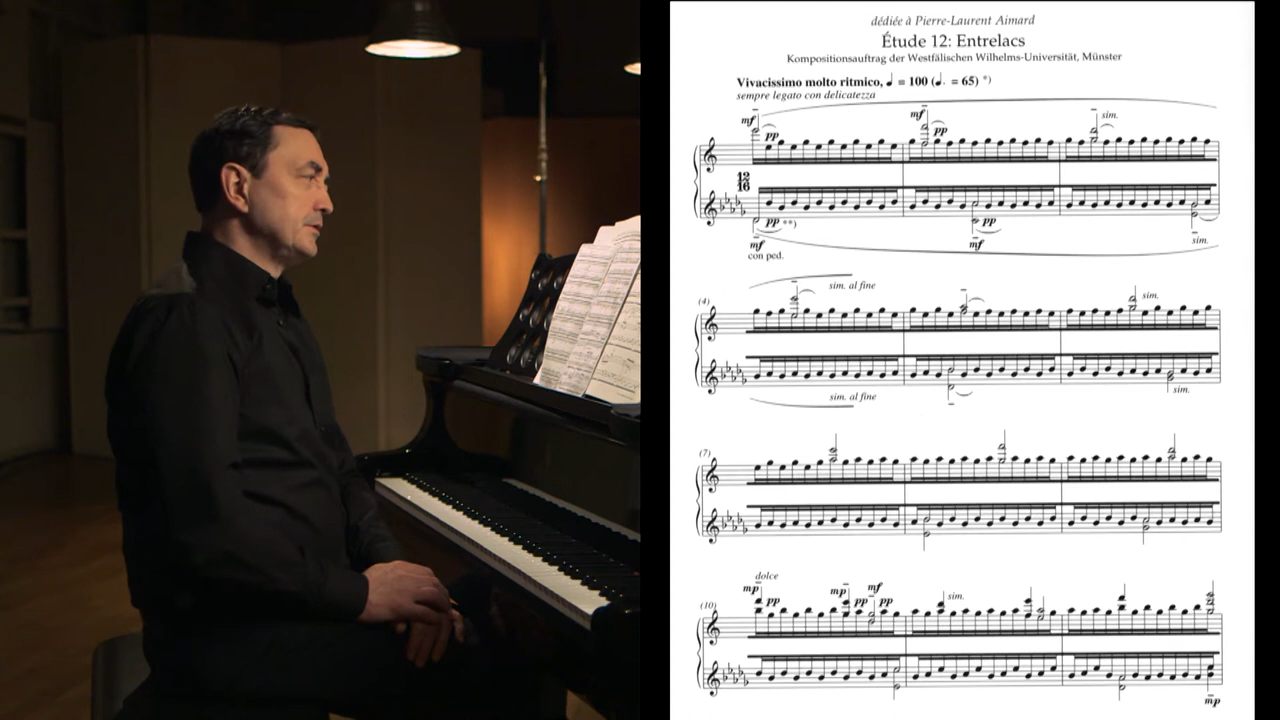 dédiée à Pierre-Laurent Aimard
Étude 12: Entrelacs
Kompositionsauftrag der Westfälischen Wilhelms-Universität, Münster
Vivacissimo molto ritmico, ♩ = 100 (♩. = 65) *)
sempre legato con delicatezza
mf pp mf pp sim.
12
16
pp **) pp
mf mf sim.
con ped.
(4) sim. al fine sim.
sim. al fine sim.
(7)
dolce
mp pp mp pp mf pp sim.
(10)
mp